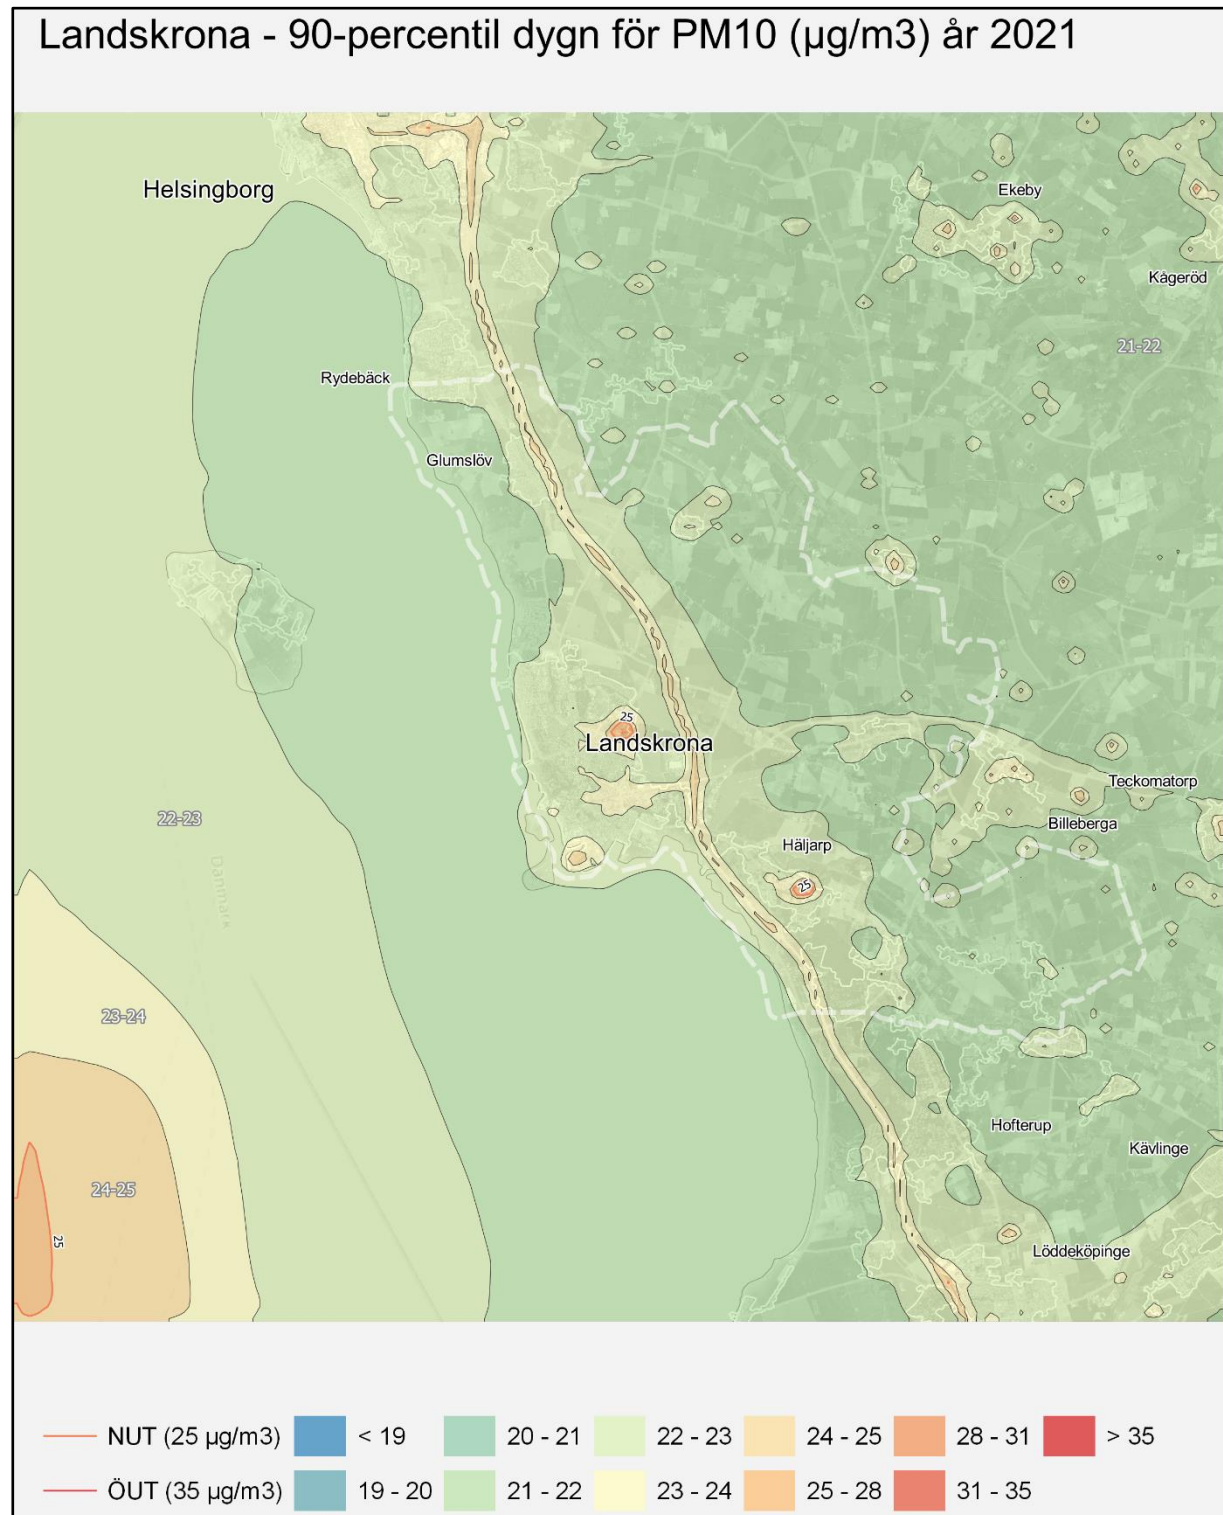 Landskrona - 90-percentil dygn för PM10 (µg/m3) år 2021
Helsingborg
Ekeby
Kågeröd
21-22
Rydebäck
Glumslöv
25
Landskrona
Teckomatorp
22-23
Billeberga
Häljarp
25
Danmark
23-24
Hofterup
Kävlinge
24-25
25
Löddeköpinge
NUT (25 µg/m3) < 19 20 - 21 22 - 23 24 - 25 28 - 31 > 35
ÖUT (35 µg/m3) 19 - 20 21 - 22 23 - 24 25 - 28 31 - 35